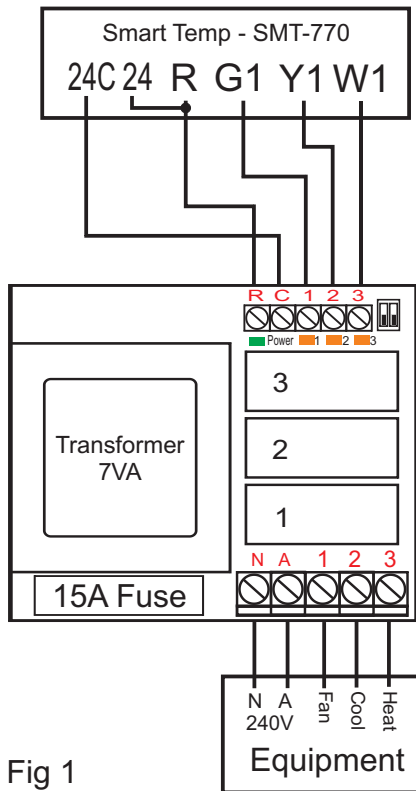 Smart Temp - SMT-770
24C 24 R G1 Y1 W1
R C 1 2 3
Power 1 2 3
3
Transformer
7VA
2
1
N A 1 2 3
15A Fuse
N A Fan Cool Heat
240V
Equipment
Fig 1